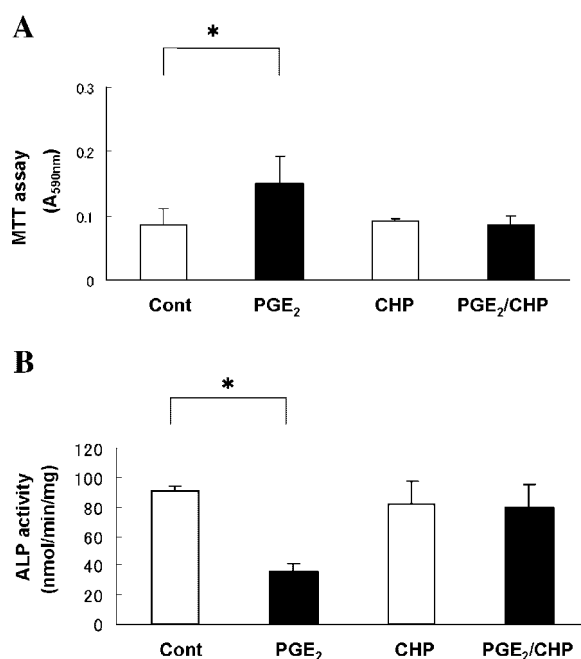 A
*
0.3
0.2
0.1
0
MTT assay
(A590nm)
Cont PGE2 CHP PGE2/CHP
B
*
120
100
80
60
40
20
0
ALP activity
(nmol/min/mg)
Cont PGE2 CHP PGE2/CHP